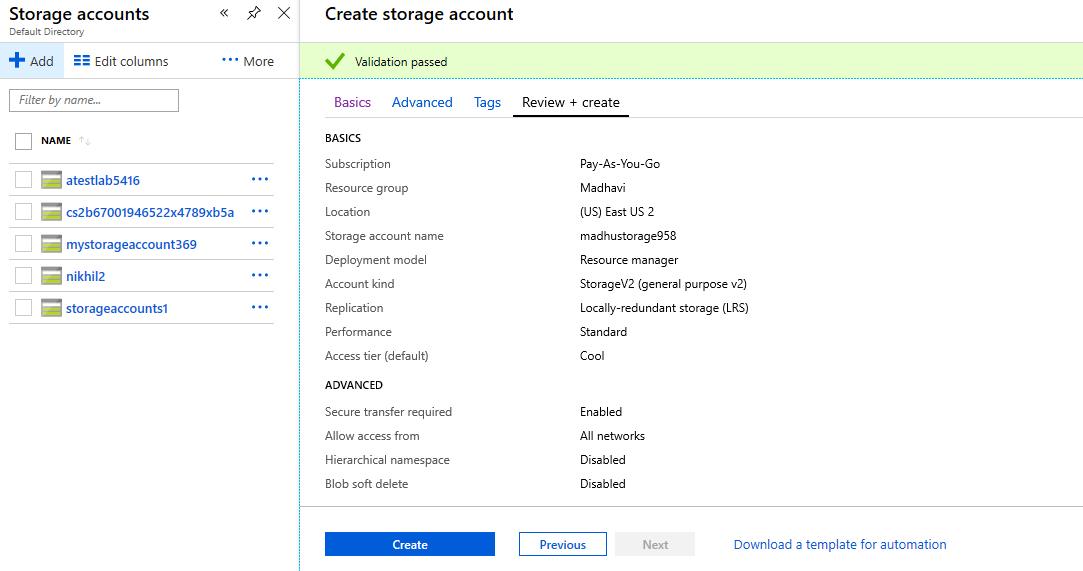 Storage accounts
Default Directory
Add Edit columns More
Filter by name...
NAME
atestlab5416
cs2b67001946522x4789xb5a
mystorageaccount369
nikhil2
storageaccounts1
Create storage account
Validation passed
Basics Advanced Tags Review + create
BASICS
Subscription Pay-As-You-Go
Resource group Madhavi
Location (US) East US 2
Storage account name madhustorage958
Deployment model Resource manager
Account kind StorageV2 (general purpose v2)
Replication Locally-redundant storage (LRS)
Performance Standard
Access tier (default) Cool
ADVANCED
Secure transfer required Enabled
Allow access from All networks
Hierarchical namespace Disabled
Blob soft delete Disabled
Create Previous Next Download a template for automation